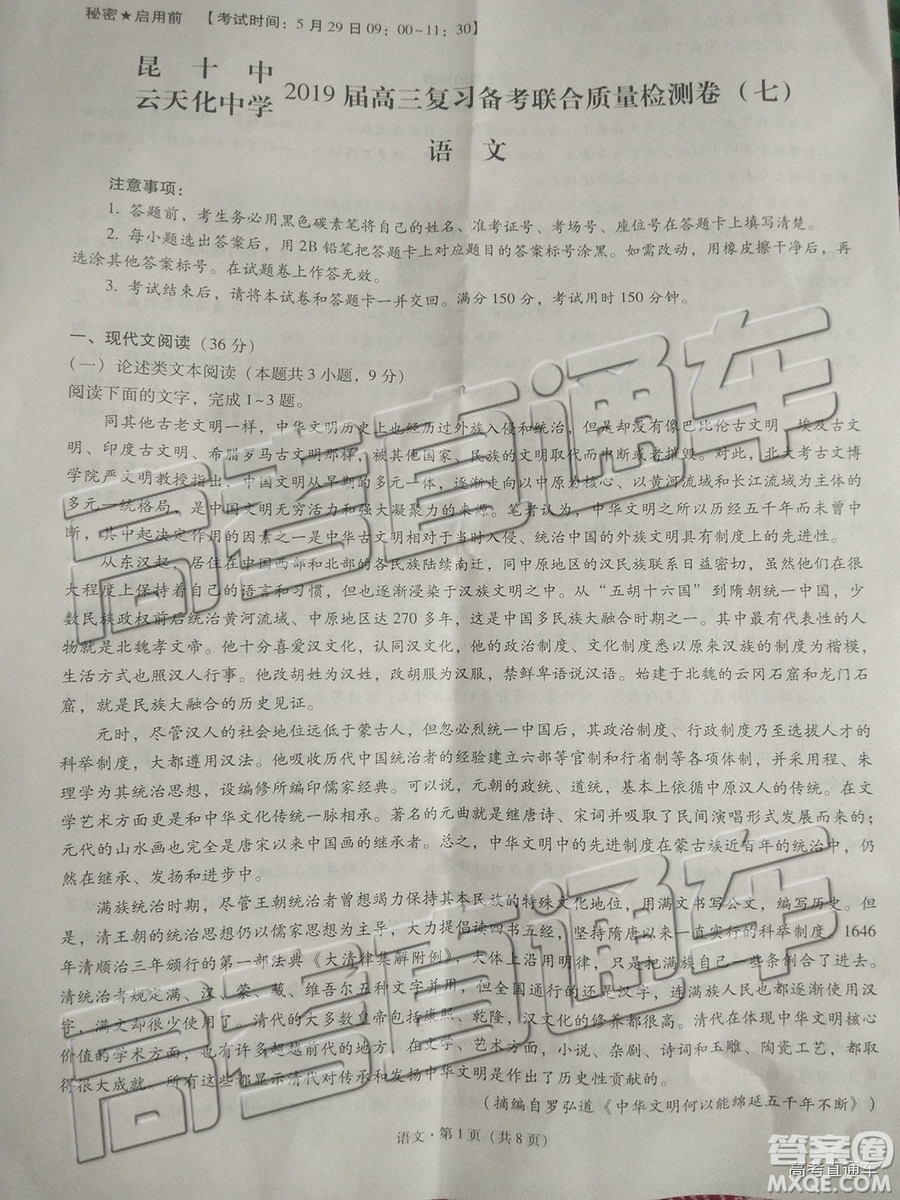 秘密★启用前 【考试时间：5月29日09：00~11：30】
昆十中
云天化中学 2019届高三复习备考联合质量检测卷（七）
语 文
注意事项：
1. 答题前，考生务必用黑色碳素笔将自己的姓名、准考证号、考场号、座位号在答题卡上填写清楚。
2. 每小题选出答案后，用2B铅笔把答题卡上对应题目的答案标号涂黑。如需改动，用橡皮擦干净后，再
选涂其他答案标号。在试题卷上作答无效。
3. 考试结束后，请将本试卷和答题卡一并交回。满分150分，考试用时150分钟。
一、现代文阅读（36分）
（一）论述类文本阅读（本题共3小题，9分）
阅读下面的文字，完成1~3题。
同其他古老文明一样，中华文明历史上也经历过外族入侵和统治，但是却没有像巴比伦古文明、埃及古文
明、印度古文明、希腊罗马古文明那样，被其他国家、民族的文明取代而中断或者摧毁。对此，北大考古文博
学院严文明教授指出，中国文明从早期的多元一体，逐渐走向以中原为核心、以黄河流域和长江流域为主体的
多元一统格局，是中国文明无穷活力和强大凝聚力的来源。笔者认为，中华文明之所以历经五千年而未曾中
断，其中起决定作用的因素之一是中华古文明相对于当时入侵、统治中国的外族文明具有制度上的先进性。
从东汉起，居住在中国西部和北部的各民族陆续南迁，同中原地区的汉民族联系日益密切，虽然他们在很
大程度上保持着自己的语言和习惯，但也逐渐浸染于汉族文明之中。从“五胡十六国”到隋朝统一中国，少
数民族政权前后统治黄河流域、中原地区达270多年，这是中国多民族大融合时期之一。其中最有代表性的人
物就是北魏孝文帝。他十分喜爱汉文化，认同汉文化，他的政治制度、文化制度悉以原来汉族的制度为楷模，
生活方式也照汉人行事。他改胡姓为汉姓，改胡服为汉服，禁鲜卑语说汉语。始建于北魏的云冈石窟和龙门石
窟，就是民族大融合的历史见证。
元时，尽管汉人的社会地位远低于蒙古人，但忽必烈统一中国后，其政治制度、行政制度乃至选拔人才的
科举制度，大都遵用汉法。他吸收历代中国统治者的经验建立六部等官制和行省制等各项体制，并采用程、朱
理学为其统治思想，设编修所编印儒家经典。可以说，元朝的政统、道统，基本上依循中原汉人的传统。在文
学艺术方面更是和中华文化传统一脉相承。著名的元曲就是继唐诗、宋词并吸取了民间演唱形式发展而来的；
元代的山水画也完全是唐宋以来中国画的继承者。总之，中华文明中的先进制度在蒙古族近百年的统治中，仍
然在继承、发扬和进步中。
满族统治时期，尽管王朝统治者曾想竭力保持其本民族的特殊文化地位，用满文书写公文，编写历史。但
是，清王朝的统治思想仍以儒家思想为主导，大力提倡读四书五经，坚持隋唐以来一直实行的科举制度 1646
年清顺治三年颁行的第一部法典《大清律集解附例》，大体上沿用明律，只是把满族自己一些条例合了进去。
清统治者规定满、汉、蒙、藏、维吾尔五种文字并用，但全国通行的还是汉字，连满族人民也都逐渐使用汉
字，满文却很少使用了。清代的大多数皇帝包括康熙、乾隆，汉文化的修养都很高。清代在体现中华文明核心
价值的学术方面，也有许多超越前代的地方，在文学、艺术方面，小说、杂剧、诗词和玉雕、陶瓷工艺，都取
得很大成就。所有这些都显示清代对传承和发扬中华文明是作出了历史性贡献的。
（摘编自罗弘道《中华文明何以能绵延五千年不断》）
语文·第1页（共8页）
高考直通车
高考直通车
答案卷
高考直通车
MXQE.COM